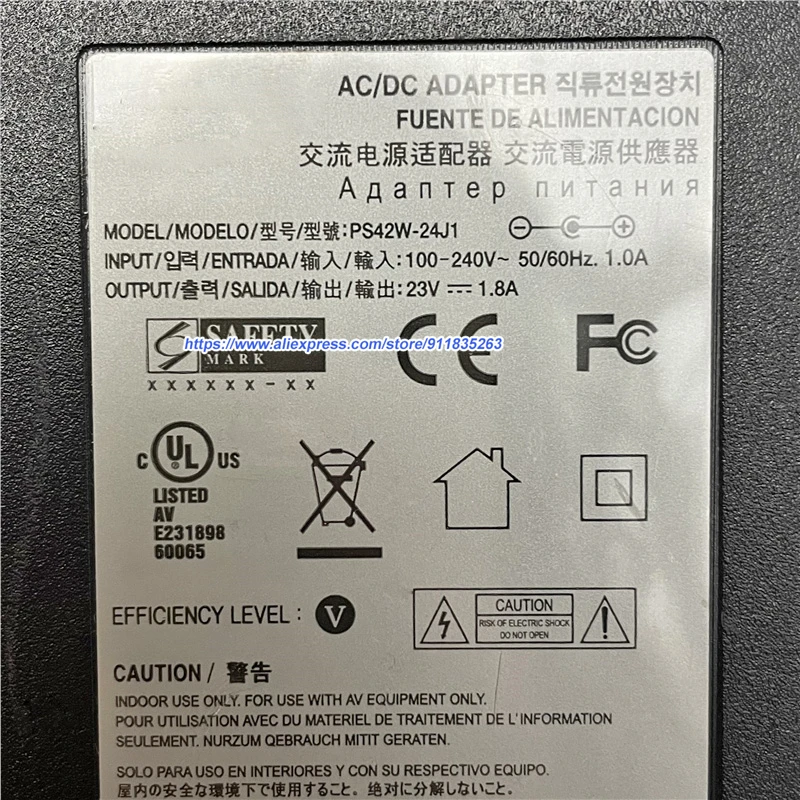 AC/DC ADAPTER 직류전원장치
FUENTE DE ALIMENTACION
交流电源适配器 交流電源供應器
Адаптер питания
MODEL/MODELO/型号/型號:PS42W-24J1
INPUT/입력/ENTRADA/输入/輸入:100-240V~ 50/60Hz. 1.0A
OUTPUT/출력/SALIDA/输出/輸出:23V ⎓ 1.8A
SAFETY
MARK
https://www.aliexpress.com/store/911835263
XXXXXX-XX
CE
FC
C UL US
LISTED
AV
E231898
60065
EFFICIENCY LEVEL: V
CAUTION
RISK OF ELECTRIC SHOCK
DO NOT OPEN
CAUTION / 警告
INDOOR USE ONLY. FOR USE WITH AV EQUIPMENT ONLY.
POUR UTILISATION AVEC DU MATERIEL DE TRAITEMENT DE L'INFORMATION
SEULEMENT. NURZUM QEBRAUCH MITIT GERATEN.
SOLO PARA USO EN INTERIORES Y CON SU RESPECTIVO EQUIPO.
屋内の安全な環境下で使用すること。絶対に分解しないこと。